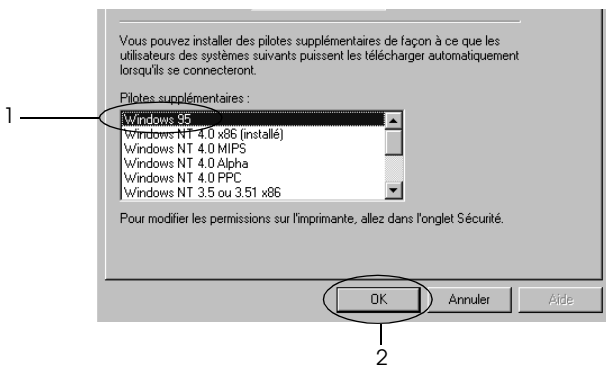 Vous pouvez installer des pilotes supplémentaires de façon à ce que les
utilisateurs des systèmes suivants puissent les télécharger automatiquement
lorsqu'ils se connecteront.
Pilotes supplémentaires :
1
Windows 95
Windows NT 4.0 x86 (installé)
Windows NT 4.0 MIPS
Windows NT 4.0 Alpha
Windows NT 4.0 PPC
Windows NT 3.5 ou 3.51 x86
Pour modifier les permissions sur l'imprimante, allez dans l'onglet Sécurité.
OK Annuler Aide
2